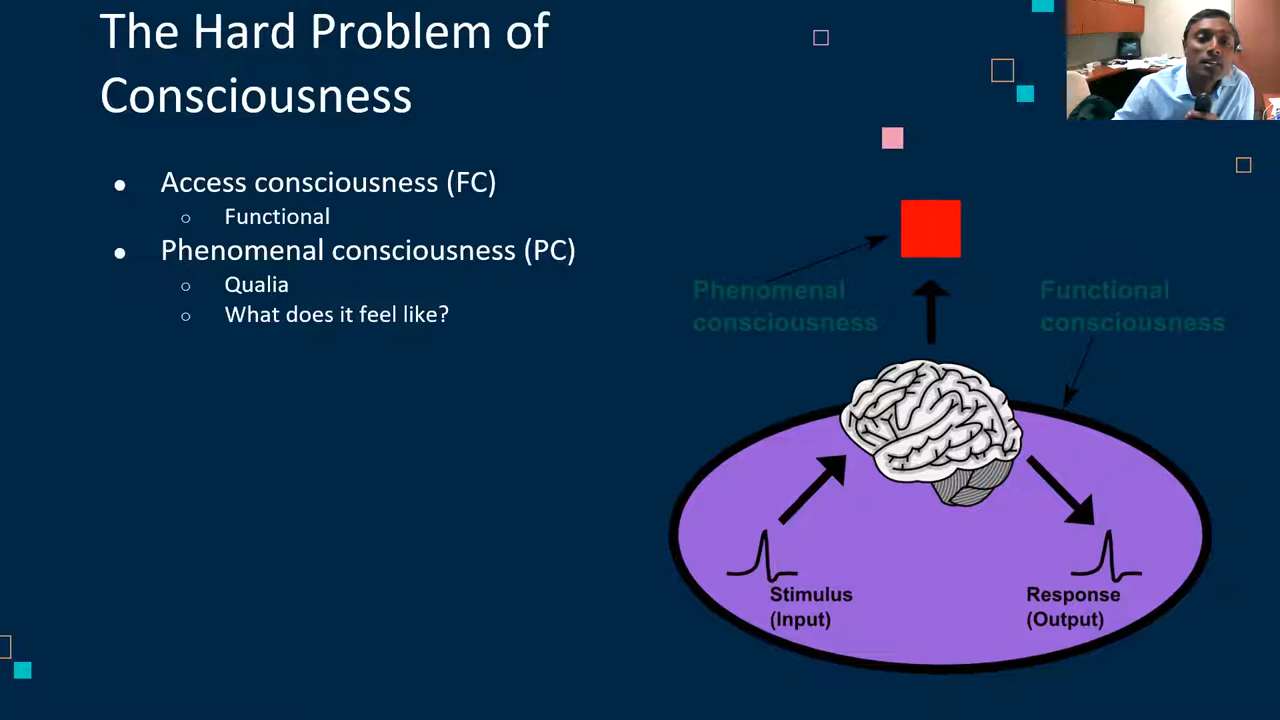 The Hard Problem of
Consciousness
● Access consciousness (FC)
○ Functional
● Phenomenal consciousness (PC)
○ Qualia
○ What does it feel like?
Phenomenal
consciousness
Functional
consciousness
Stimulus
(Input)
Response
(Output)